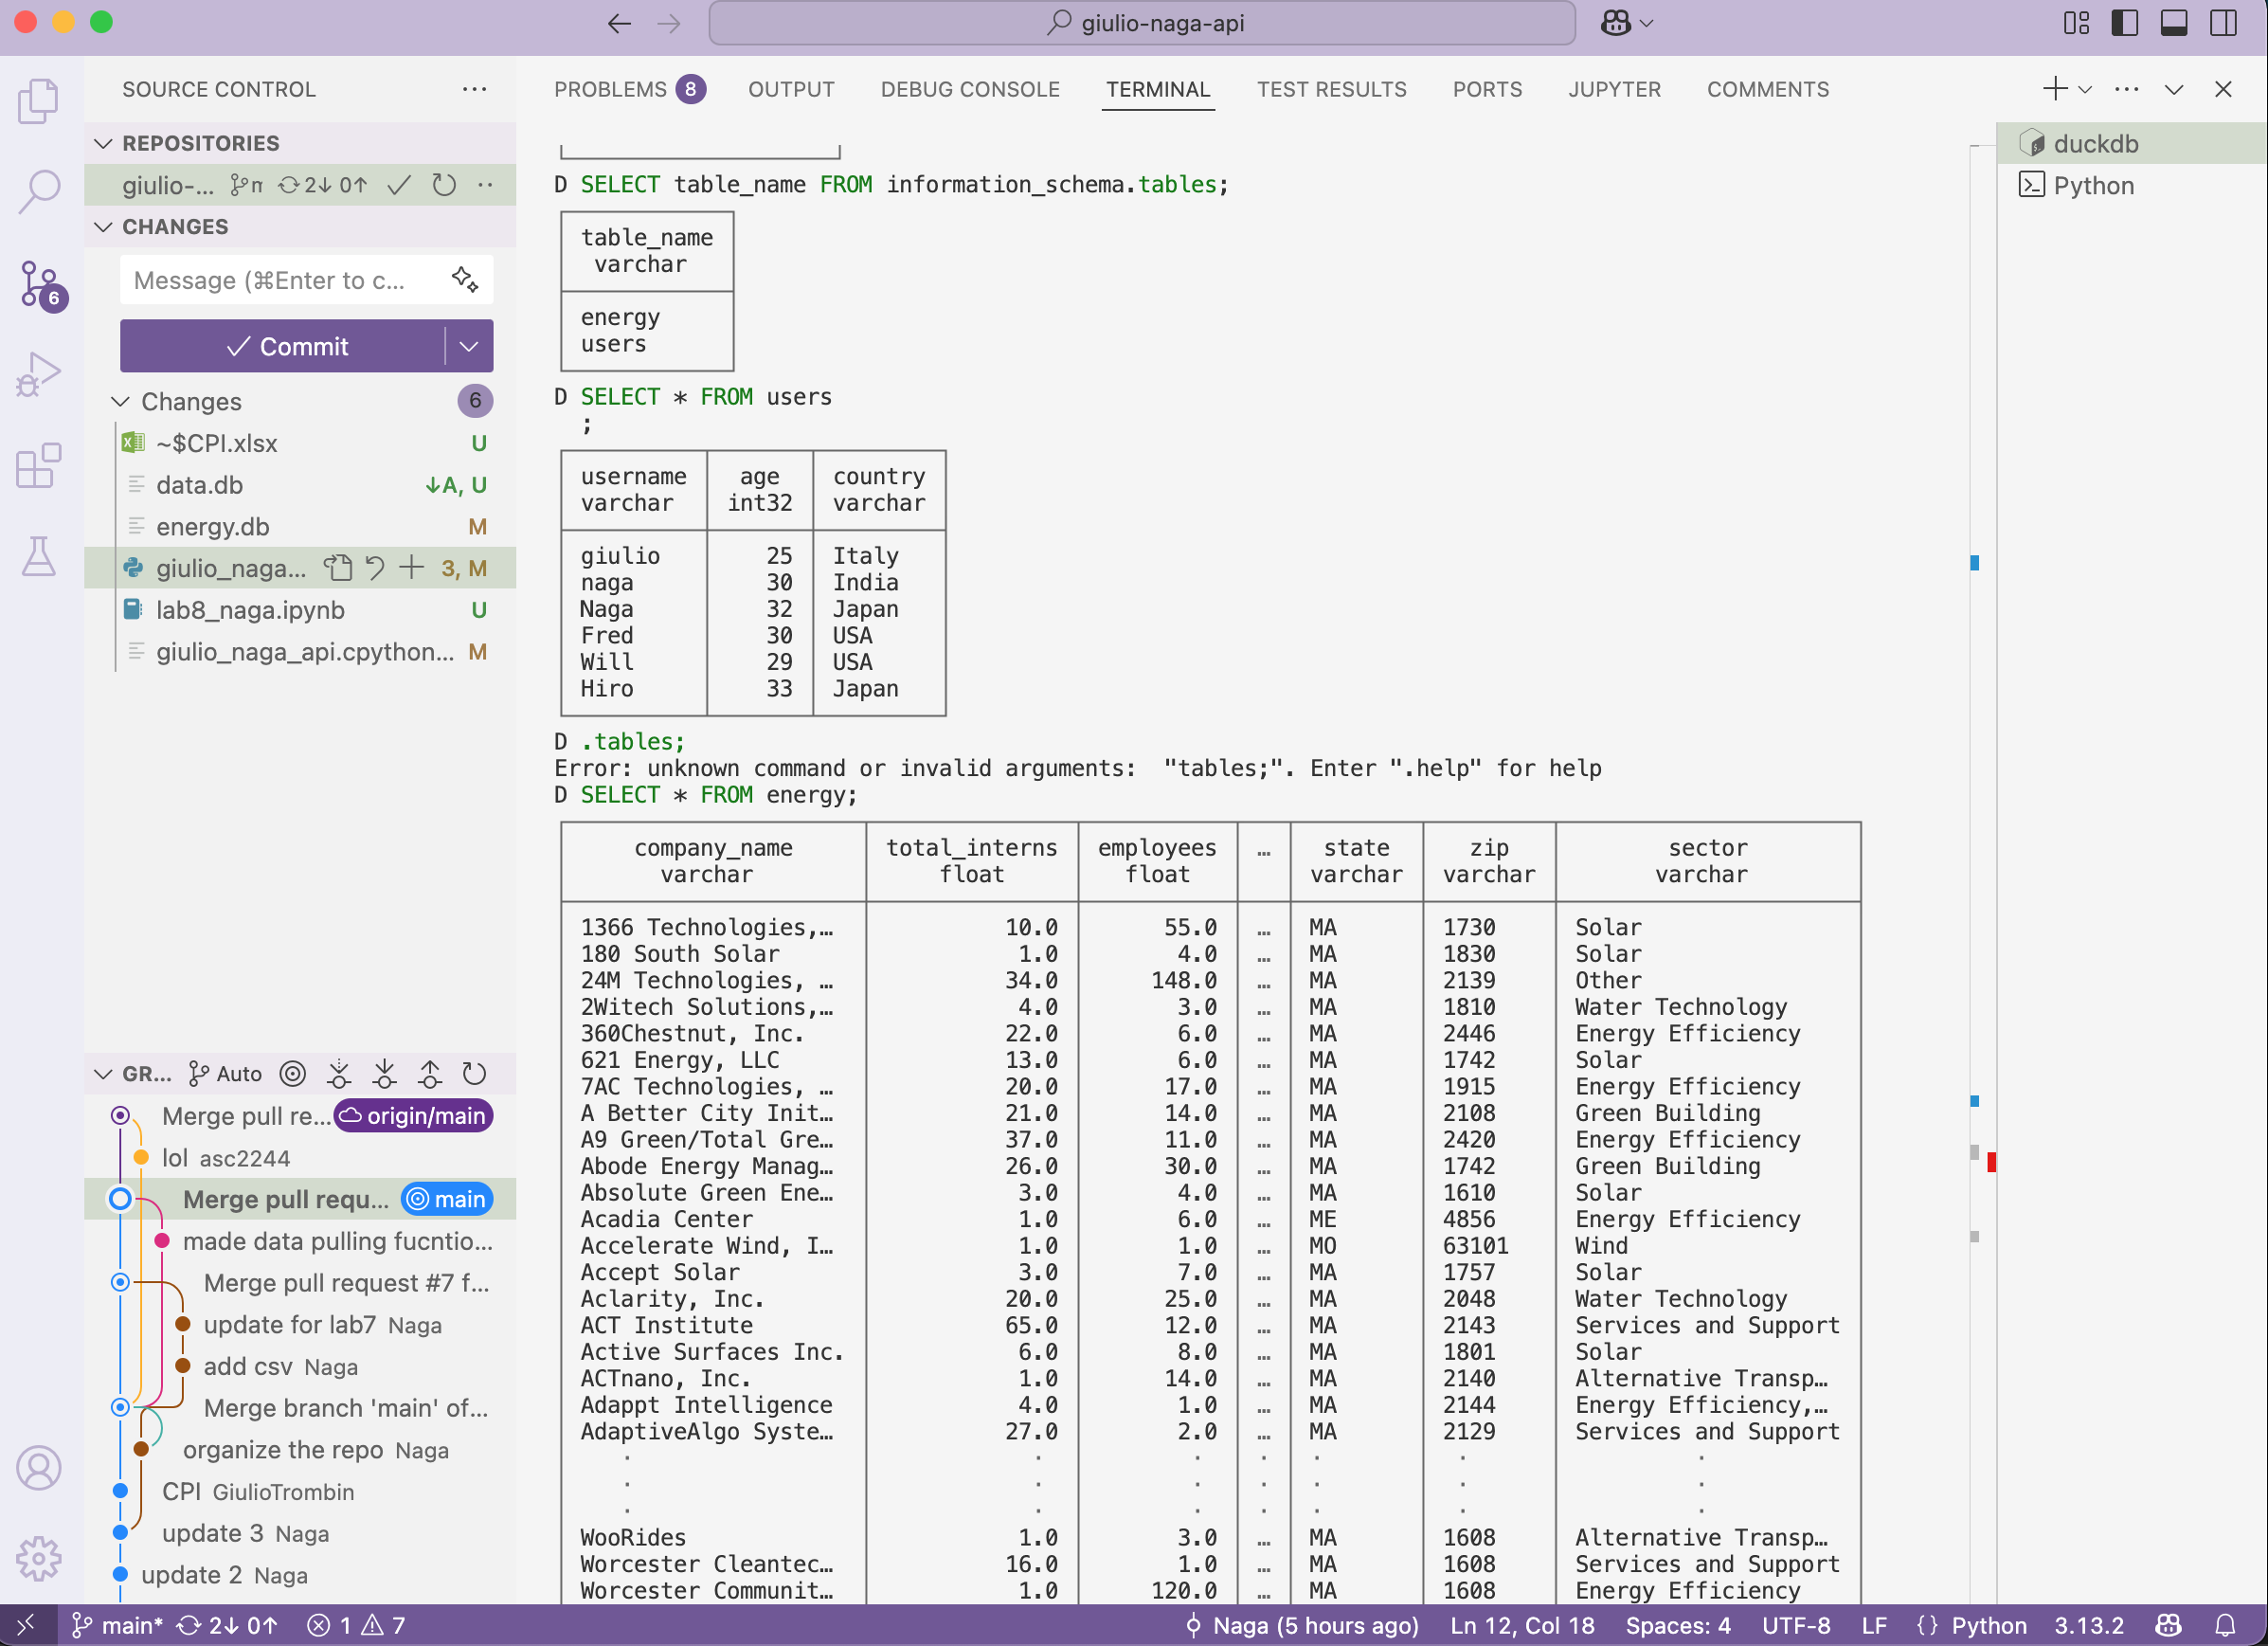 giulio-naga-api
SOURCE CONTROL
REPOSITORIES
giulio-... 2↓ 0↑
CHANGES
Message (⌘Enter to c...
Commit
Changes 6
~$CPI.xlsx U
data.db ↓A, U
energy.db M
giulio_naga... 3, M
lab8_naga.ipynb U
giulio_naga_api.cpython... M
6
GR... Auto
Merge pull re... origin/main
lol asc2244
Merge pull requ... main
made data pulling fucntio...
Merge pull request #7 f...
update for lab7 Naga
add csv Naga
Merge branch 'main' of...
organize the repo Naga
CPI GiulioTrombin
update 3 Naga
update 2 Naga
PROBLEMS 8 OUTPUT DEBUG CONSOLE TERMINAL TEST RESULTS PORTS JUPYTER COMMENTS
duckdb
Python
D SELECT table_name FROM information_schema.tables;
table_name
varchar
energy
users
D SELECT * FROM users
;
username age country
varchar int32 varchar
giulio 25 Italy
naga 30 India
Naga 32 Japan
Fred 30 USA
Will 29 USA
Hiro 33 Japan
D .tables;
Error: unknown command or invalid arguments: "tables;". Enter ".help" for help
D SELECT * FROM energy;
company_name total_interns employees … state zip sector
varchar float float varchar varchar varchar
1366 Technologies,… 10.0 55.0 … MA 1730 Solar
180 South Solar 1.0 4.0 … MA 1830 Solar
24M Technologies, … 34.0 148.0 … MA 2139 Other
2Witech Solutions,… 4.0 3.0 … MA 1810 Water Technology
360Chestnut, Inc. 22.0 6.0 … MA 2446 Energy Efficiency
621 Energy, LLC 13.0 6.0 … MA 1742 Solar
7AC Technologies, … 20.0 17.0 … MA 1915 Energy Efficiency
A Better City Init… 21.0 14.0 … MA 2108 Green Building
A9 Green/Total Gre… 37.0 11.0 … MA 2420 Energy Efficiency
Abode Energy Manag… 26.0 30.0 … MA 1742 Green Building
Absolute Green Ene… 3.0 4.0 … MA 1610 Solar
Acadia Center 1.0 6.0 … ME 4856 Energy Efficiency
Accelerate Wind, I… 1.0 1.0 … MO 63101 Wind
Accept Solar 3.0 7.0 … MA 1757 Solar
Aclarity, Inc. 20.0 25.0 … MA 2048 Water Technology
ACT Institute 65.0 12.0 … MA 2143 Services and Support
Active Surfaces Inc. 6.0 8.0 … MA 1801 Solar
ACTnano, Inc. 1.0 14.0 … MA 2140 Alternative Transp…
Adappt Intelligence 4.0 1.0 … MA 2144 Energy Efficiency,…
AdaptiveAlgo Syste… 27.0 2.0 … MA 2129 Services and Support
· · · · · · ·
· · · · · · ·
· · · · · · ·
WooRides 1.0 3.0 … MA 1608 Alternative Transp…
Worcester Cleantec… 16.0 1.0 … MA 1608 Services and Support
Worcester Communit… 1.0 120.0 … MA 1608 Energy Efficiency
main* 2↓ 0↑ 1 7 Naga (5 hours ago) Ln 12, Col 18 Spaces: 4 UTF-8 LF {} Python 3.13.2